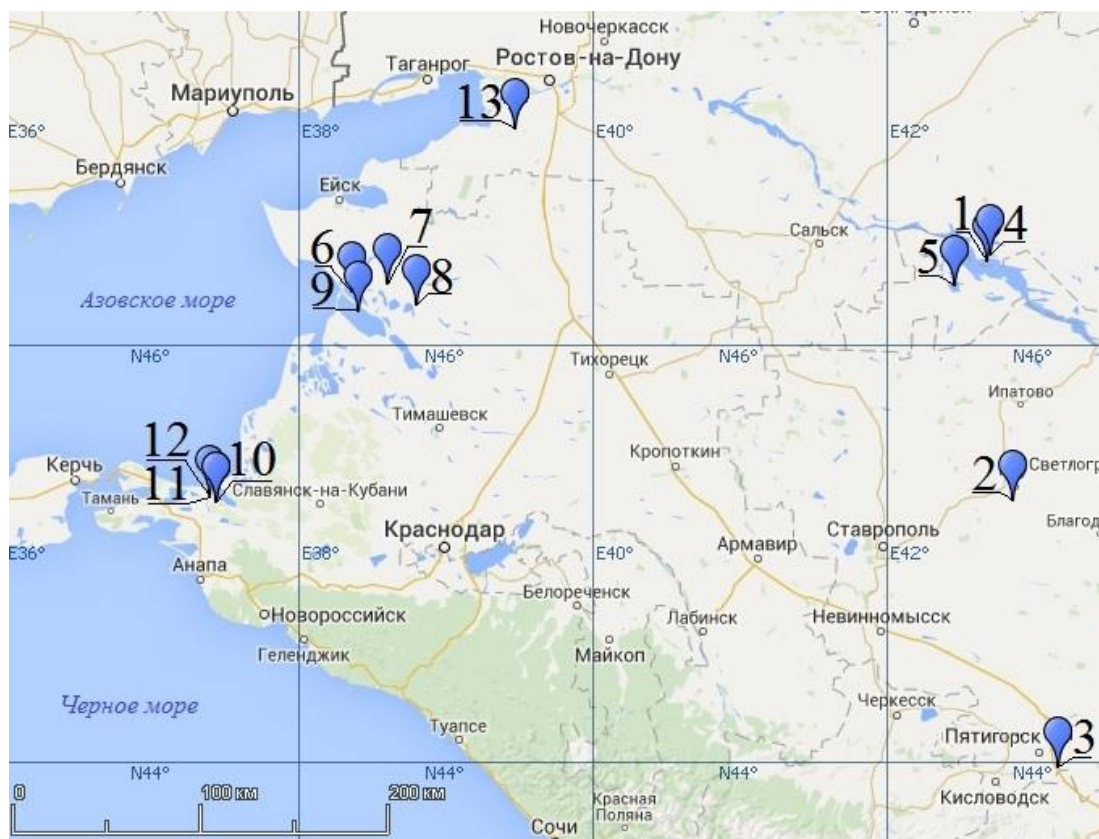 Новочеркасск
Таганрог
Ростов-на-Дону
Мариуполь
13
E36°
E38°
E40°
E42°
Бердянск
Ейск
7
Сальск
1
4
6
5
9
8
Азовское море
N46°
N46°
N46°
N46°
Тихорецк
Ипатово
Тимашевск
12
10
Кропоткин
Керчь
11
Славянск-на-Кубани
2
Светлогр
Тамань
Краснодар
Ставрополь
Благод
E36°
E38°
E40°
E42°
Армавир
Анапа
Белореченск
Новороссийск
Лабинск
Невинномысск
Геленджик
Майкоп
Черное море
Черкесск
Туапсе
Пятигорск
3
N44°
N44°
N44°
N44°
0
100 км
200 км
Кисловодск
Красная
Поляна
Сочи